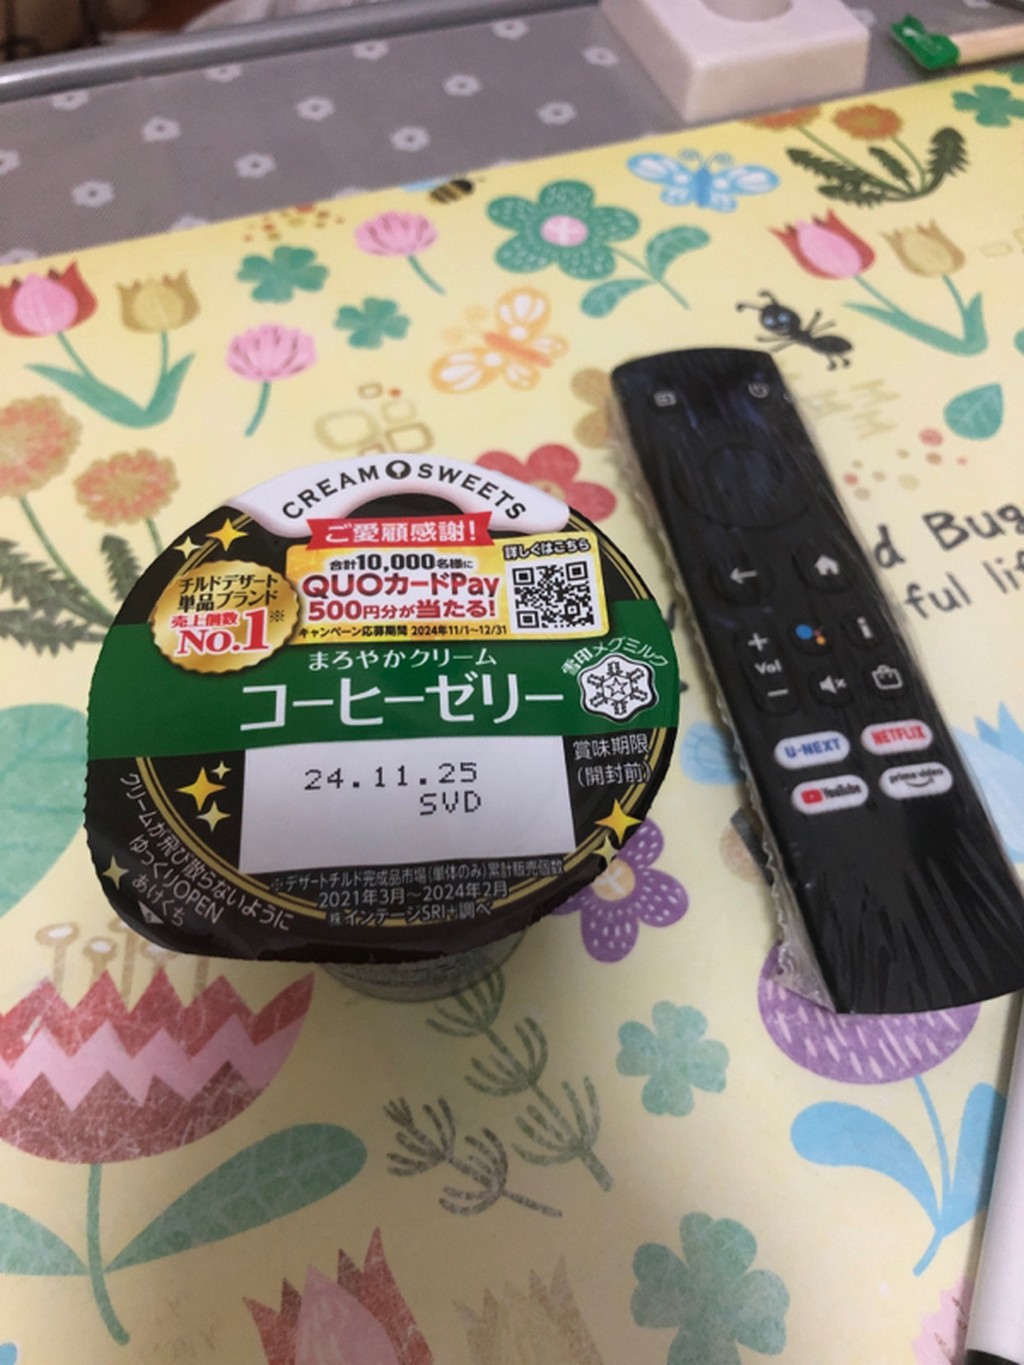 CREAM SWEETS
ご愛顧感謝!
合計10,000名様に
QUOカードPay
500円分が当たる!
キャンペーン応募期間 2024年11/1~12/31
詳しくはこちら
チルドデザート
単品ブランド
売上個数※
No.1
まろやかクリーム
コーヒーゼリー
雪印メグミルク
賞味期限
(開封前)
24.11.25
SVD
クリームが飛び散らないように
ゆっくりOPEN
あけくち
※デザートチルド完成品市場(単体のみ)累計販売個数
2021年3月~2024年2月
株インテージSRI+調べ
Vol
U-NEXT
NETFLIX
YouTube
prime video
d Bug
ful lif